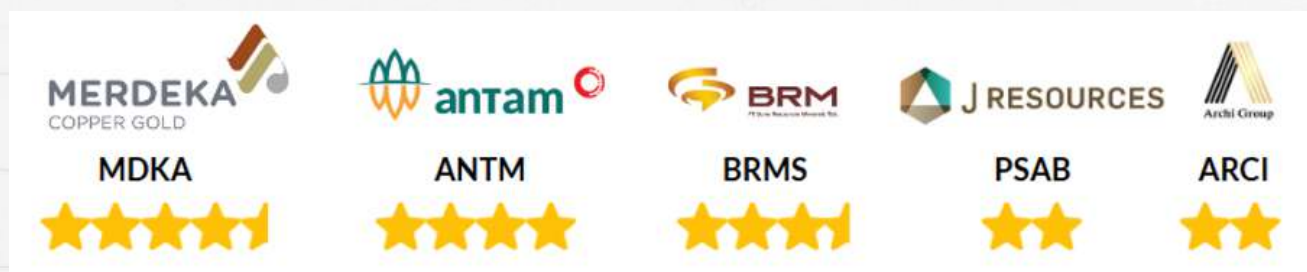 MERDEKA
COPPER GOLD
antam
BRM
J RESOURCES
Archi Group
MDKA
ANTM
BRMS
PSAB
ARCI